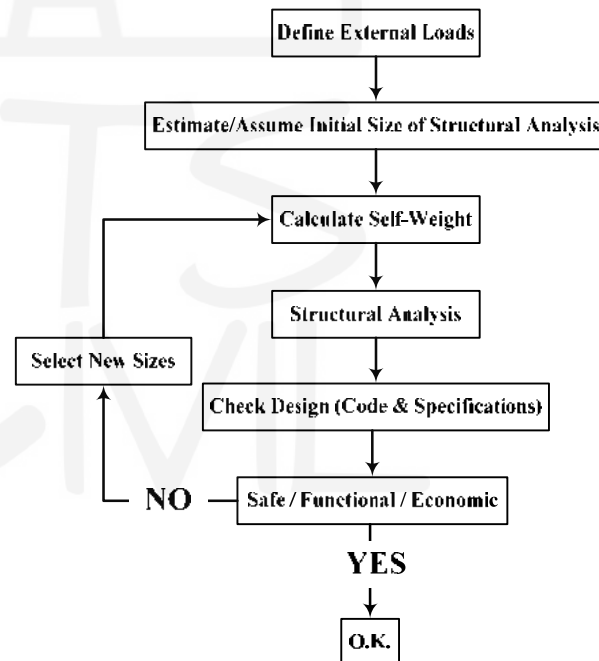 Define External Loads
Estimate/Assume Initial Size of Structural Analysis
Calculate Self-Weight
Structural Analysis
Select New Sizes
Check Design (Code & Specifications)
NO
Safe / Functional / Economic
YES
O.K.